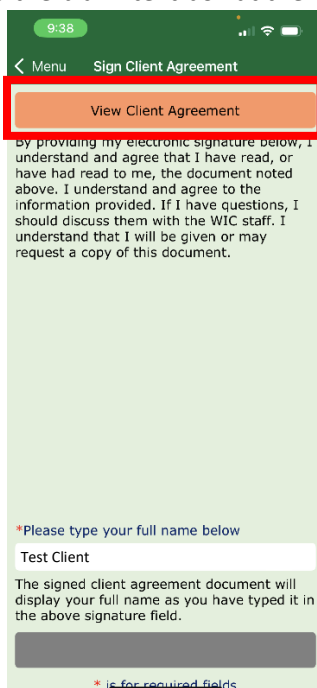 9:38
Menu Sign Client Agreement
View Client Agreement
By providing my electronic signature below, I
understand and agree that I have read, or
have had read to me, the document noted
above. I understand and agree to the
information provided. If I have questions, I
should discuss them with the WIC staff. I
understand that I will be given or may
request a copy of this document.
*Please type your full name below
Test Client
The signed client agreement document will
display your full name as you have typed it in
the above signature field.
* is for required fields